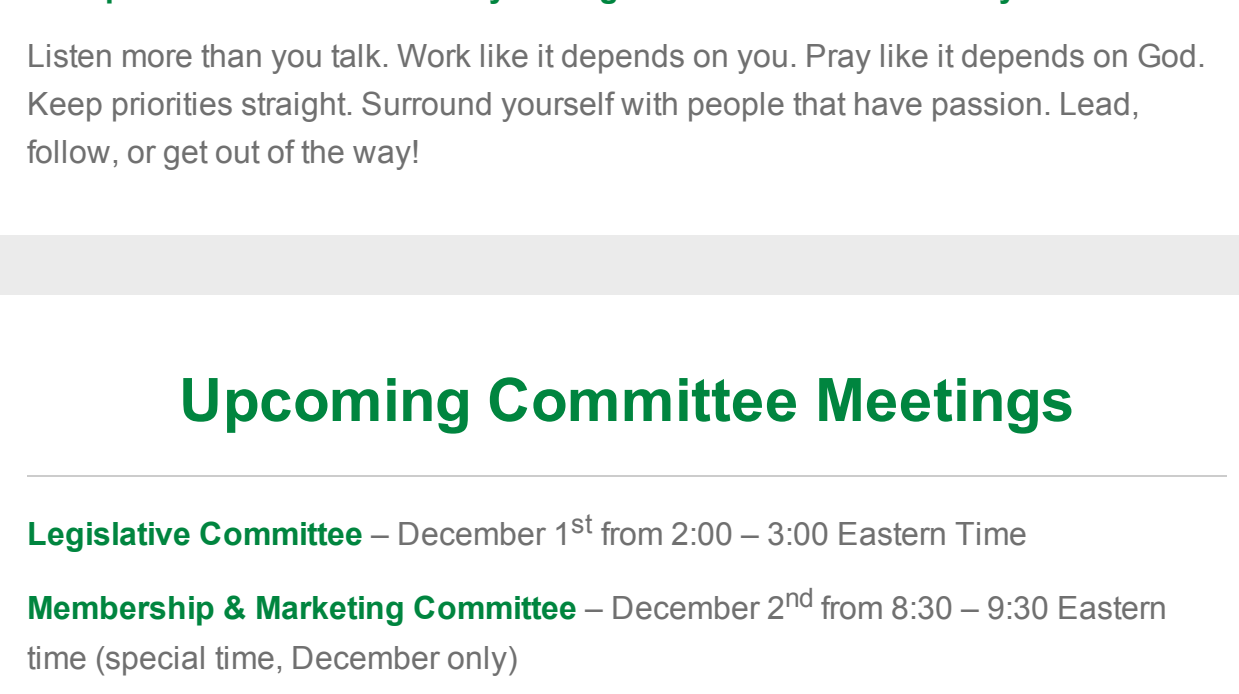 Listen more than you talk. Work like it depends on you. Pray like it depends on God.
Keep priorities straight. Surround yourself with people that have passion. Lead,
follow, or get out of the way!
Upcoming Committee Meetings
Legislative Committee – December 1st from 2:00 – 3:00 Eastern Time
Membership & Marketing Committee – December 2nd from 8:30 – 9:30 Eastern
time (special time, December only)